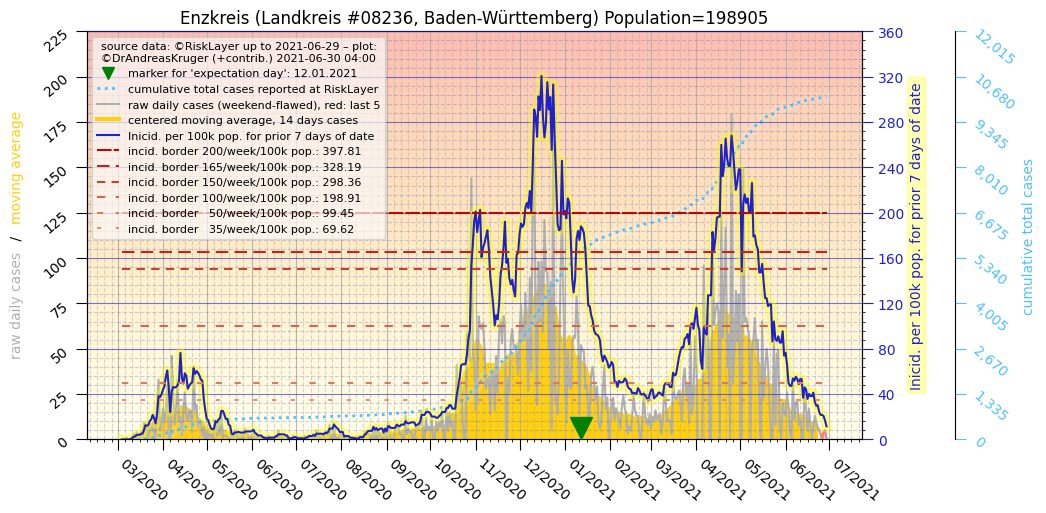 Enzkreis (Landkreis #08236, Baden-Württemberg) Population=198905
source data: ©RiskLayer up to 2021-06-29 – plot:
©DrAndreasKruger (+contrib.) 2021-06-30 04:00
marker for 'expectation day': 12.01.2021
cumulative total cases reported at RiskLayer
raw daily cases (weekend-flawed), red: last 5
centered moving average, 14 days cases
Inicid. per 100k pop. for prior 7 days of date
incid. border 200/week/100k pop.: 397.81
incid. border 165/week/100k pop.: 328.19
incid. border 150/week/100k pop.: 298.36
incid. border 100/week/100k pop.: 198.91
incid. border 50/week/100k pop.: 99.45
incid. border 35/week/100k pop.: 69.62
raw daily cases / moving average
225
200
175
150
125
100
75
50
25
0
03/2020
04/2020
05/2020
06/2020
07/2020
08/2020
09/2020
10/2020
11/2020
12/2020
01/2021
02/2021
03/2021
04/2021
05/2021
06/2021
07/2021
360
320
280
240
200
160
120
80
40
0
Inicid. per 100k pop. for prior 7 days of date
12,015
10,680
9,345
8,010
6,675
5,340
4,005
2,670
1,335
0
cumulative total cases